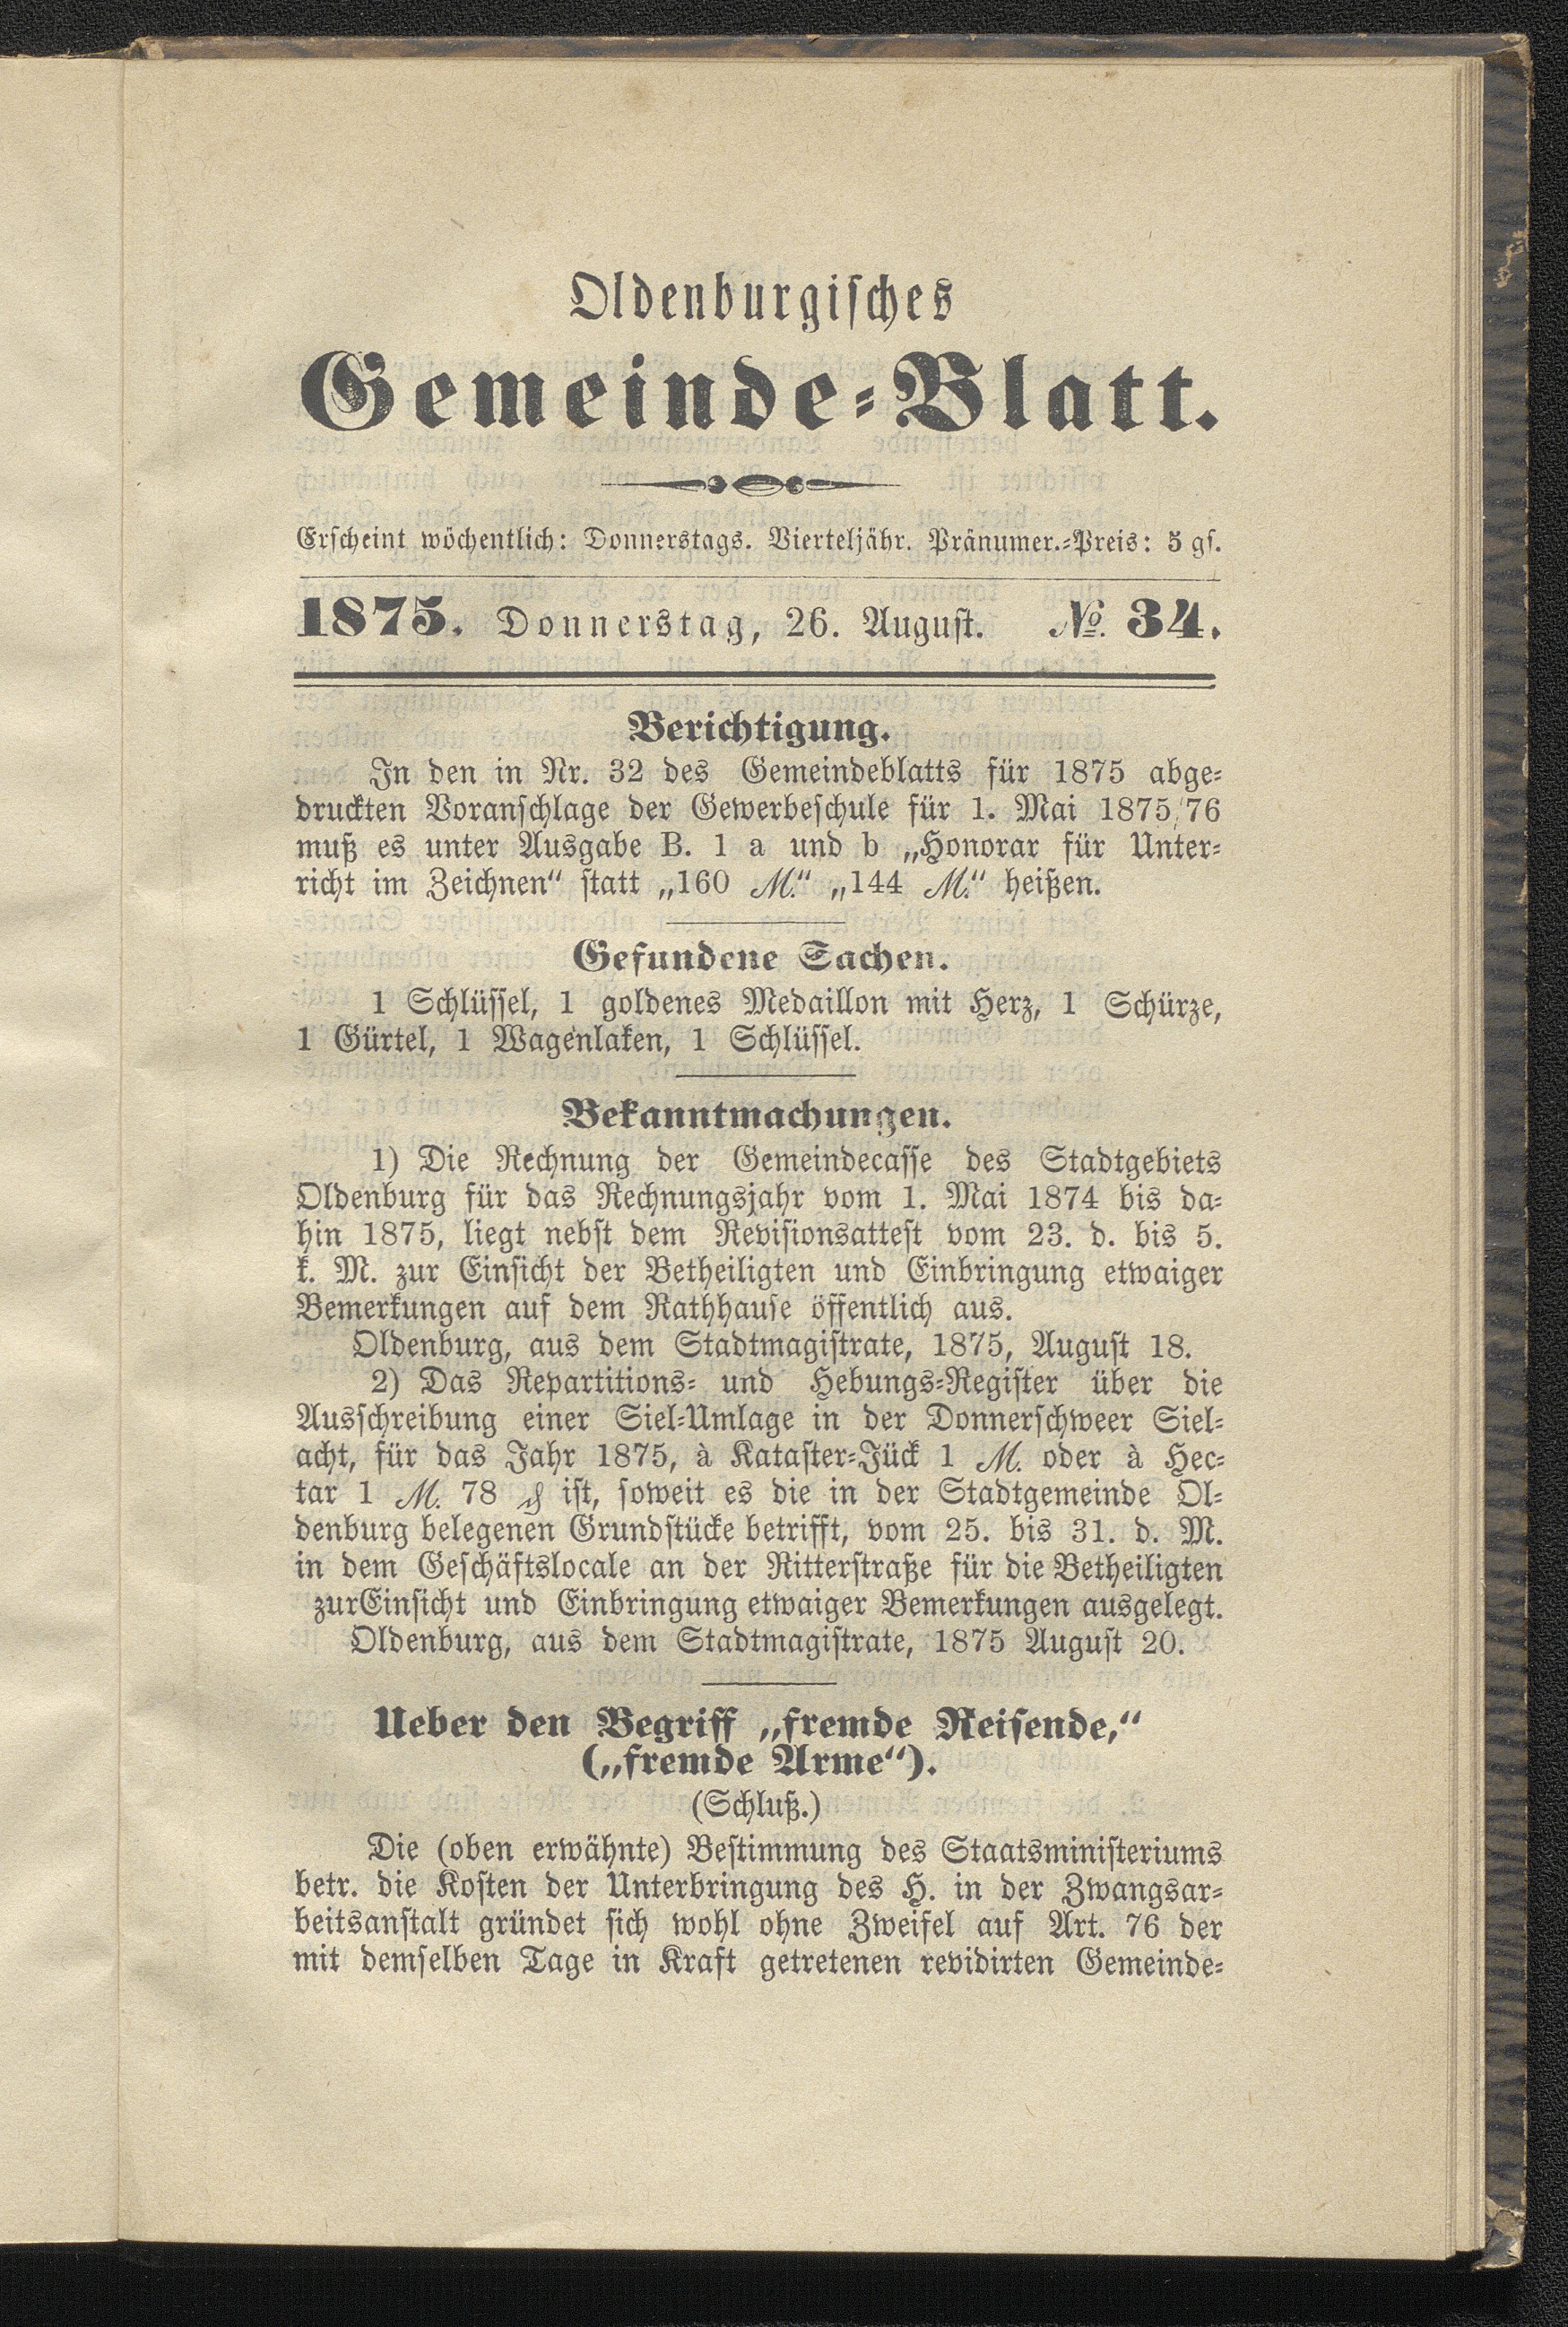 Oldenburgisches
Gemeinde-Blatt.
Erscheint wöchentlich: Donnerstags. Vierteljähr. Pränumer.-Preis: 5 gs.
1875. Donnerstag, 26. August. № 34.
Berichtigung.
In den in Nr. 32 des Gemeindeblatts für 1875 abge-
druckten Voranschlage der Gewerbeschule für 1. Mai 1875/76
muß es unter Ausgabe B. 1 a und b „Honorar für Unter-
richt im Zeichnen“ statt „160 M.“ „144 M.“ heißen.
Gefundene Sachen.
1 Schlüssel, 1 goldenes Medaillon mit Herz, 1 Schürze,
1 Gürtel, 1 Wagenlaken, 1 Schlüssel.
Bekanntmachungen.
1) Die Rechnung der Gemeindecasse des Stadtgebiets
Oldenburg für das Rechnungsjahr vom 1. Mai 1874 bis da-
hin 1875, liegt nebst dem Revisionsattest vom 23. d. bis 5.
k. M. zur Einsicht der Betheiligten und Einbringung etwaiger
Bemerkungen auf dem Rathhause öffentlich aus.
Oldenburg, aus dem Stadtmagistrate, 1875, August 18.
2) Das Repartitions- und Hebungs-Register über die
Ausschreibung einer Siel-Umlage in der Donnerschweer Siel-
acht, für das Jahr 1875, à Kataster-Jück 1 M. oder à Hec-
tar 1 M. 78 ₰ ist, soweit es die in der Stadtgemeinde Ol-
denburg belegenen Grundstücke betrifft, vom 25. bis 31. d. M.
in dem Geschäftslocale an der Ritterstraße für die Betheiligten
zurEinsicht und Einbringung etwaiger Bemerkungen ausgelegt.
Oldenburg, aus dem Stadtmagistrate, 1875 August 20.
Ueber den Begriff „fremde Reisende,“
(„fremde Arme“).
(Schluß.)
Die (oben erwähnte) Bestimmung des Staatsministeriums
betr. die Kosten der Unterbringung des H. in der Zwangsar-
beitsanstalt gründet sich wohl ohne Zweifel auf Art. 76 der
mit demselben Tage in Kraft getretenen revidirten Gemeinde-